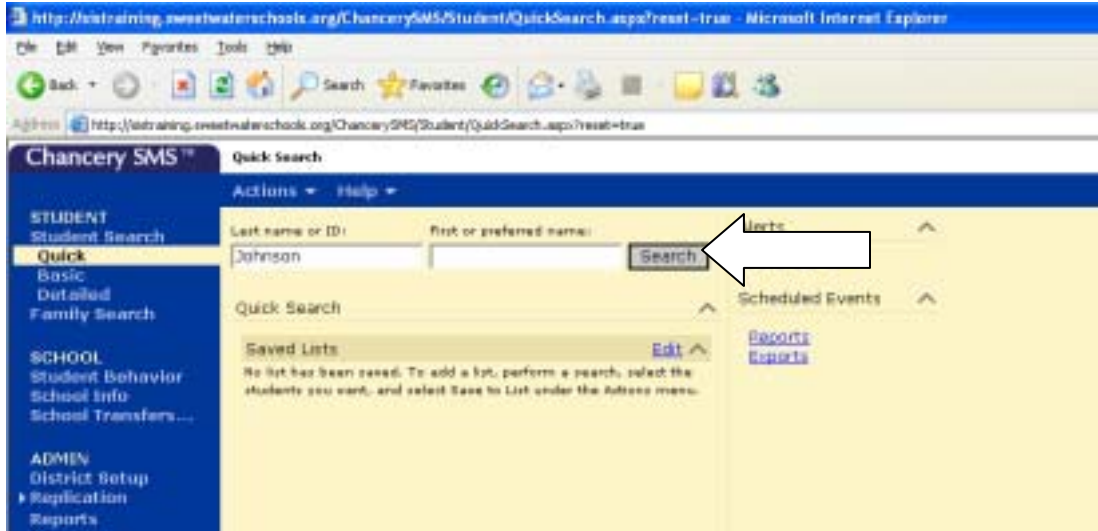 http://sistraining.sweetwaterschools.org/ChancerySMS/Student/QuickSearch.aspx?reset=true - Microsoft Internet Explorer
File Edit View Favorites Tools Help
Back Search Favorites
Address http://sistraining.sweetwaterschools.org/ChancerySMS/Student/QuickSearch.aspx?reset=true
Chancery SMS™ Quick Search
Actions Help
STUDENT
Student Search
Quick
Basic
Detailed
Family Search
SCHOOL
Student Behavior
School Info
School Transfers...
ADMIN
District Setup
Replication
Reports
Last name or ID: First or preferred name:
Johnson Search
Quick Search
Saved Lists Edit
No list has been saved. To add a list, perform a search, select the
students you want, and select Save to List under the Actions menu.
Scheduled Events
Reports
Exports